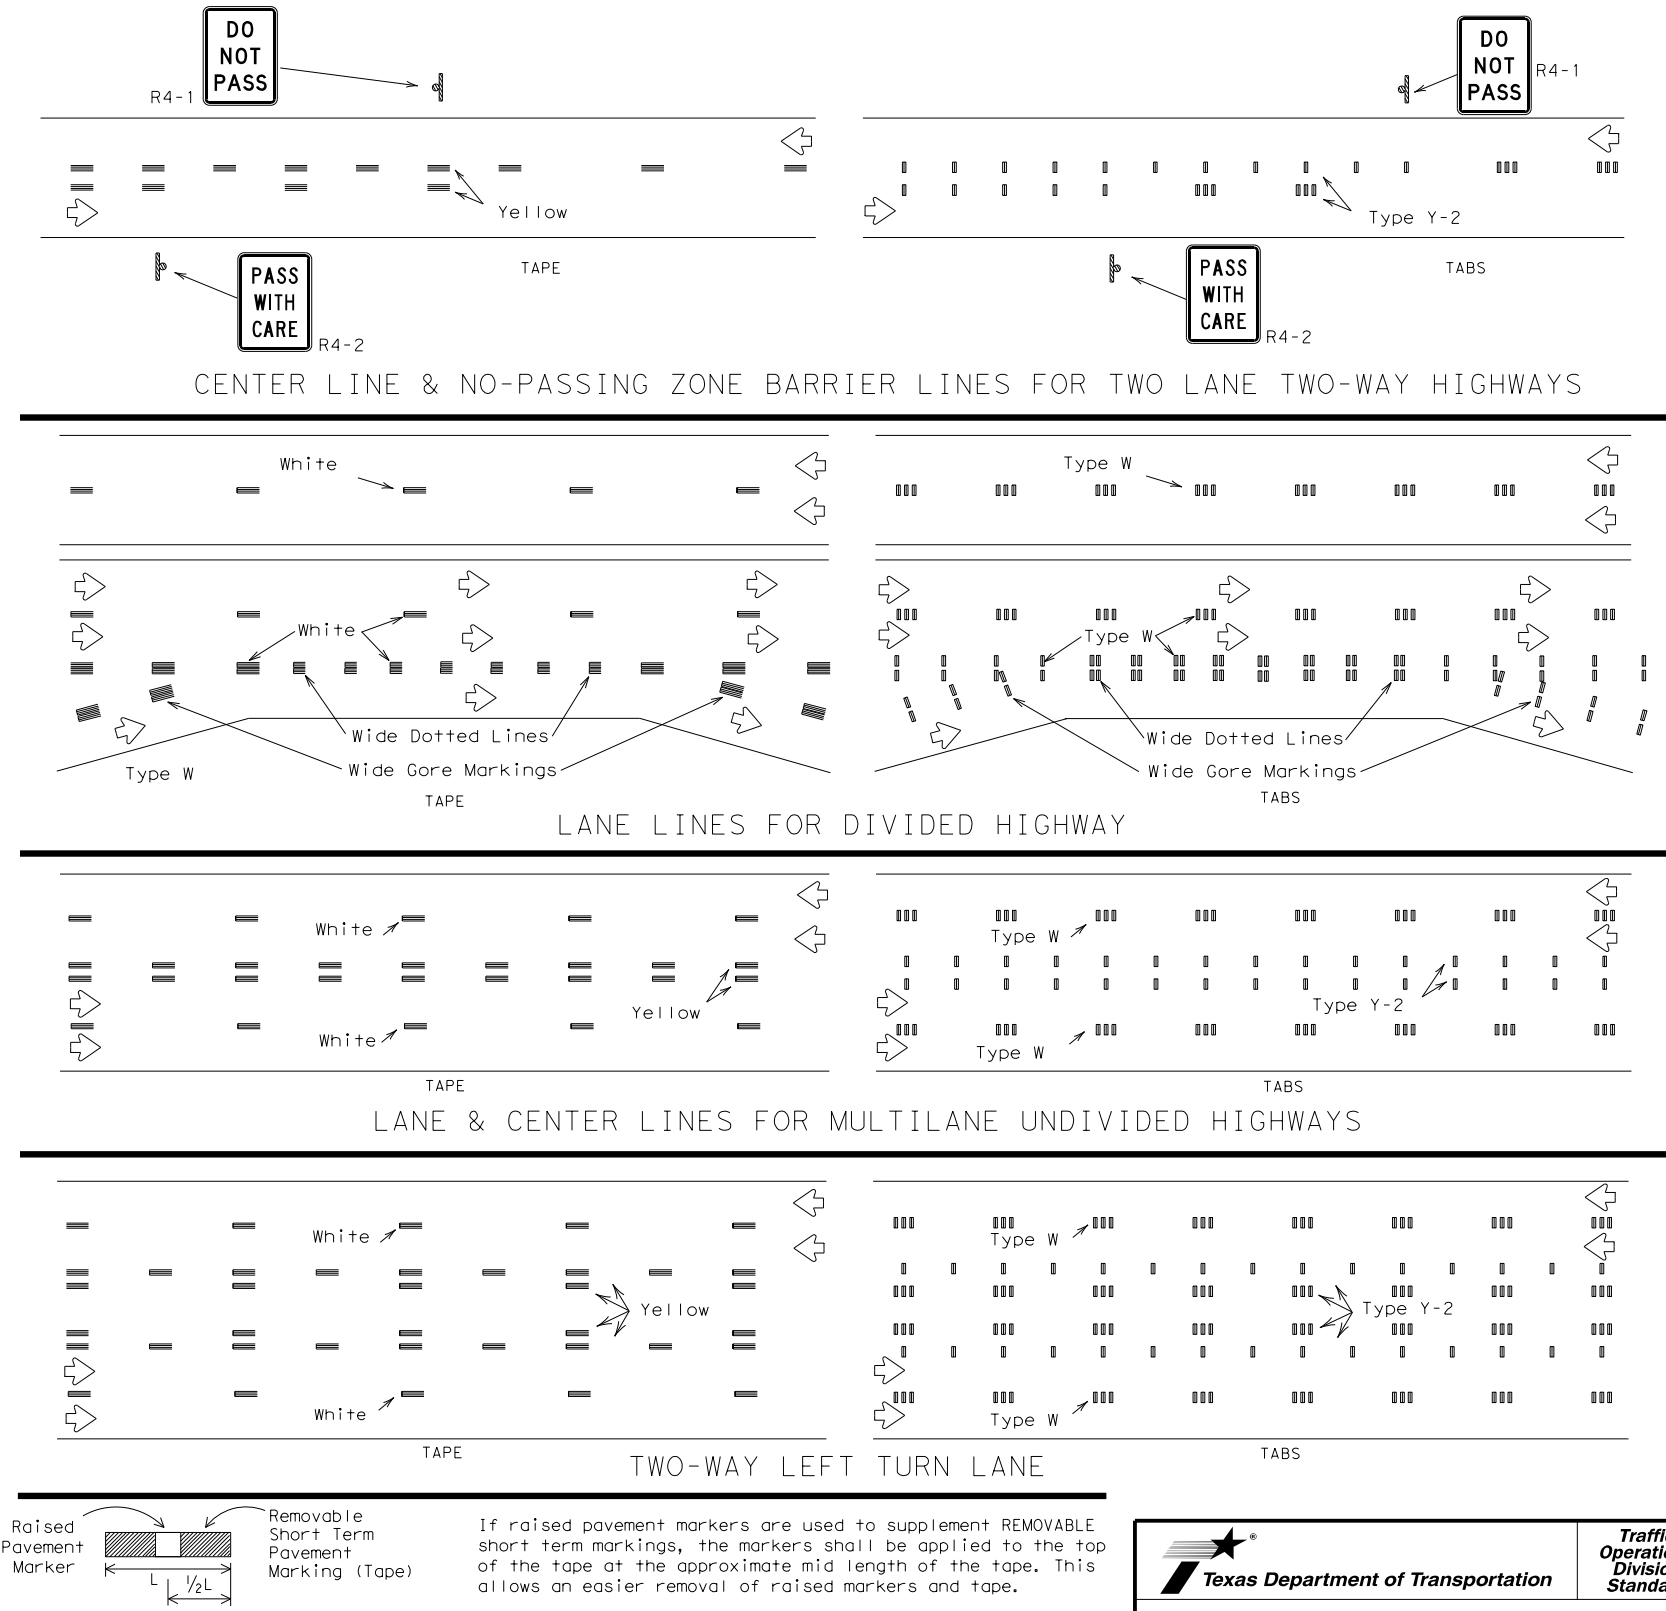 DO
NOT
PASS
R4-1
DO
NOT
PASS
R4-1
Yellow
Type Y-2
TAPE
TABS
PASS
WITH
CARE
R4-2
PASS
WITH
CARE
R4-2
CENTER LINE & NO-PASSING ZONE BARRIER LINES FOR TWO LANE TWO-WAY HIGHWAYS
White
Type W
White
Type W
Wide Dotted Lines
Wide Dotted Lines
Type W
Wide Gore Markings
Wide Gore Markings
TAPE
TABS
LANE LINES FOR DIVIDED HIGHWAY
White
Type W
Yellow
Type Y-2
White
Type W
TAPE
TABS
LANE & CENTER LINES FOR MULTILANE UNDIVIDED HIGHWAYS
White
Type W
Yellow
Type Y-2
White
Type W
TAPE
TABS
TWO-WAY LEFT TURN LANE
Raised
Pavement
Marker
Removable
Short Term
Pavement
Marking (Tape)
L
1/2L
If raised pavement markers are used to supplement REMOVABLE
short term markings, the markers shall be applied to the top
of the tape at the approximate mid length of the tape. This
allows an easier removal of raised markers and tape.
®
Texas Department of Transportation